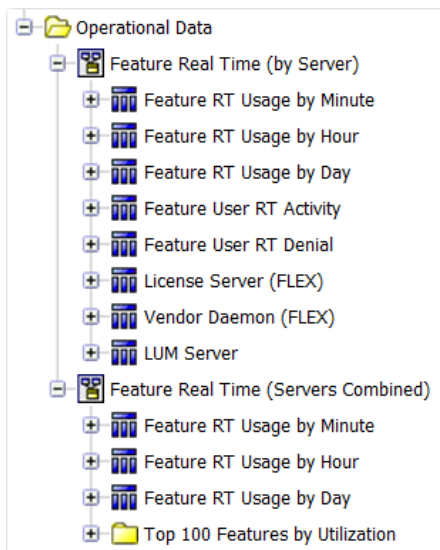 Operational Data
Feature Real Time (by Server)
Feature RT Usage by Minute
Feature RT Usage by Hour
Feature RT Usage by Day
Feature User RT Activity
Feature User RT Denial
License Server (FLEX)
Vendor Daemon (FLEX)
LUM Server
Feature Real Time (Servers Combined)
Feature RT Usage by Minute
Feature RT Usage by Hour
Feature RT Usage by Day
Top 100 Features by Utilization